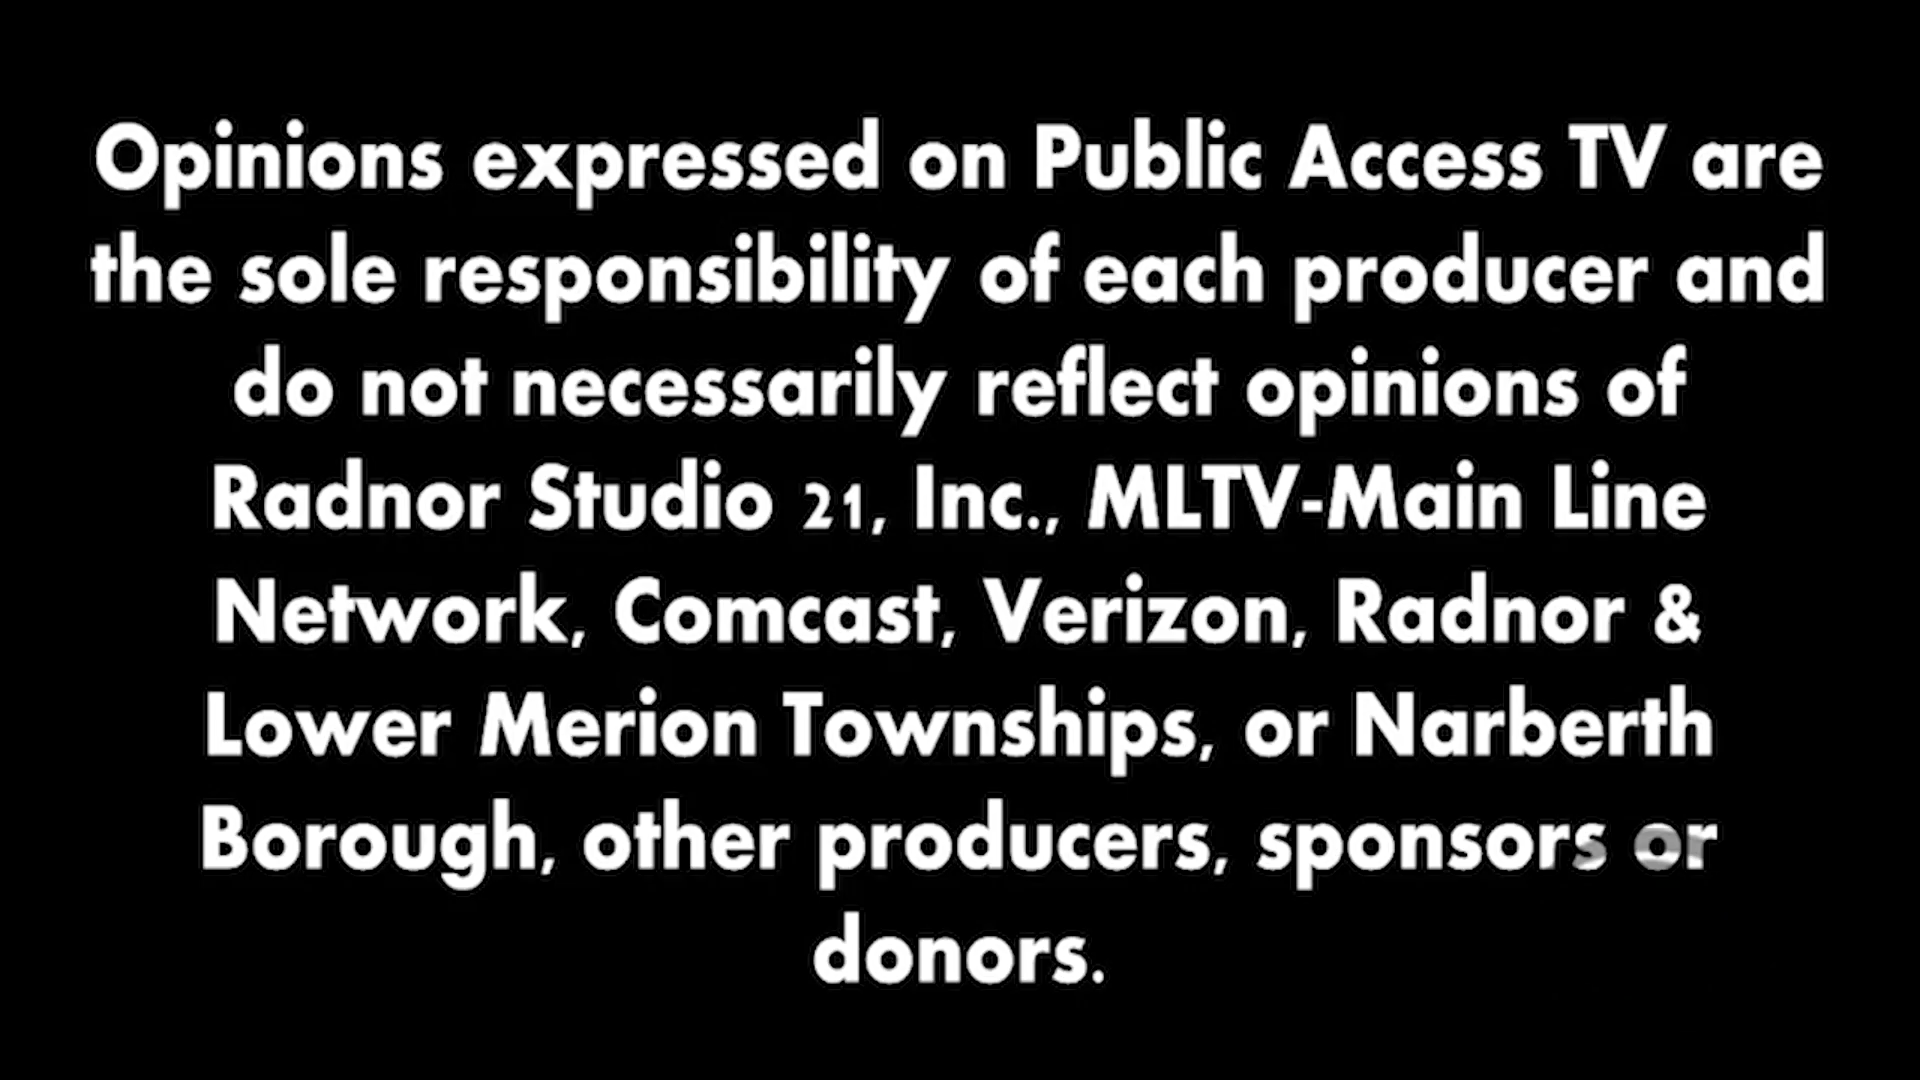 Opinions expressed on Public Access TV are
the sole responsibility of each producer and
do not necessarily reflect opinions of
Radnor Studio 21, Inc., MLTV-Main Line
Network, Comcast, Verizon, Radnor &
Lower Merion Townships, or Narberth
Borough, other producers, sponsors or
donors.